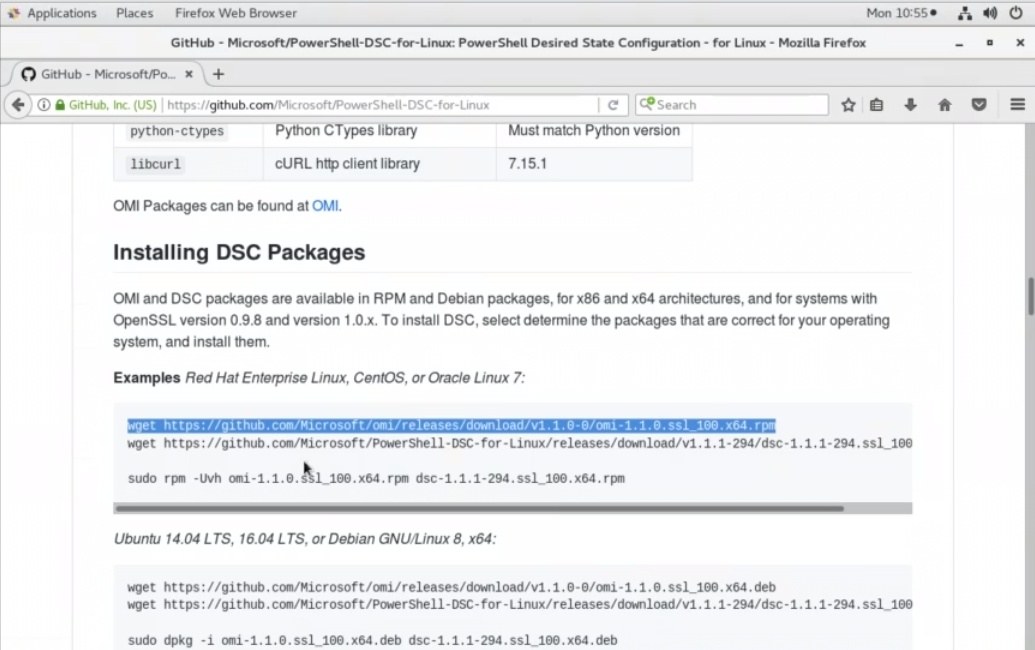 Applications Places Firefox Web Browser Mon 10:55
GitHub - Microsoft/PowerShell-DSC-for-Linux: PowerShell Desired State Configuration - for Linux - Mozilla Firefox
GitHub - Microsoft/Po...
GitHub, Inc. (US) https://github.com/Microsoft/PowerShell-DSC-for-Linux Search
python-ctypes Python CTypes library Must match Python version
libcurl cURL http client library 7.15.1
OMI Packages can be found at OMI.
Installing DSC Packages
OMI and DSC packages are available in RPM and Debian packages, for x86 and x64 architectures, and for systems with
OpenSSL version 0.9.8 and version 1.0.x. To install DSC, select determine the packages that are correct for your operating
system, and install them.
Examples Red Hat Enterprise Linux, CentOS, or Oracle Linux 7:
wget https://github.com/Microsoft/omi/releases/download/v1.1.0-0/omi-1.1.0.ssl_100.x64.rpm
wget https://github.com/Microsoft/PowerShell-DSC-for-Linux/releases/download/v1.1.1-294/dsc-1.1.1-294.ssl_100
sudo rpm -Uvh omi-1.1.0.ssl_100.x64.rpm dsc-1.1.1-294.ssl_100.x64.rpm
Ubuntu 14.04 LTS, 16.04 LTS, or Debian GNU/Linux 8, x64:
wget https://github.com/Microsoft/omi/releases/download/v1.1.0-0/omi-1.1.0.ssl_100.x64.deb
wget https://github.com/Microsoft/PowerShell-DSC-for-Linux/releases/download/v1.1.1-294/dsc-1.1.1-294.ssl_100
sudo dpkg -i omi-1.1.0.ssl_100.x64.deb dsc-1.1.1-294.ssl_100.x64.deb